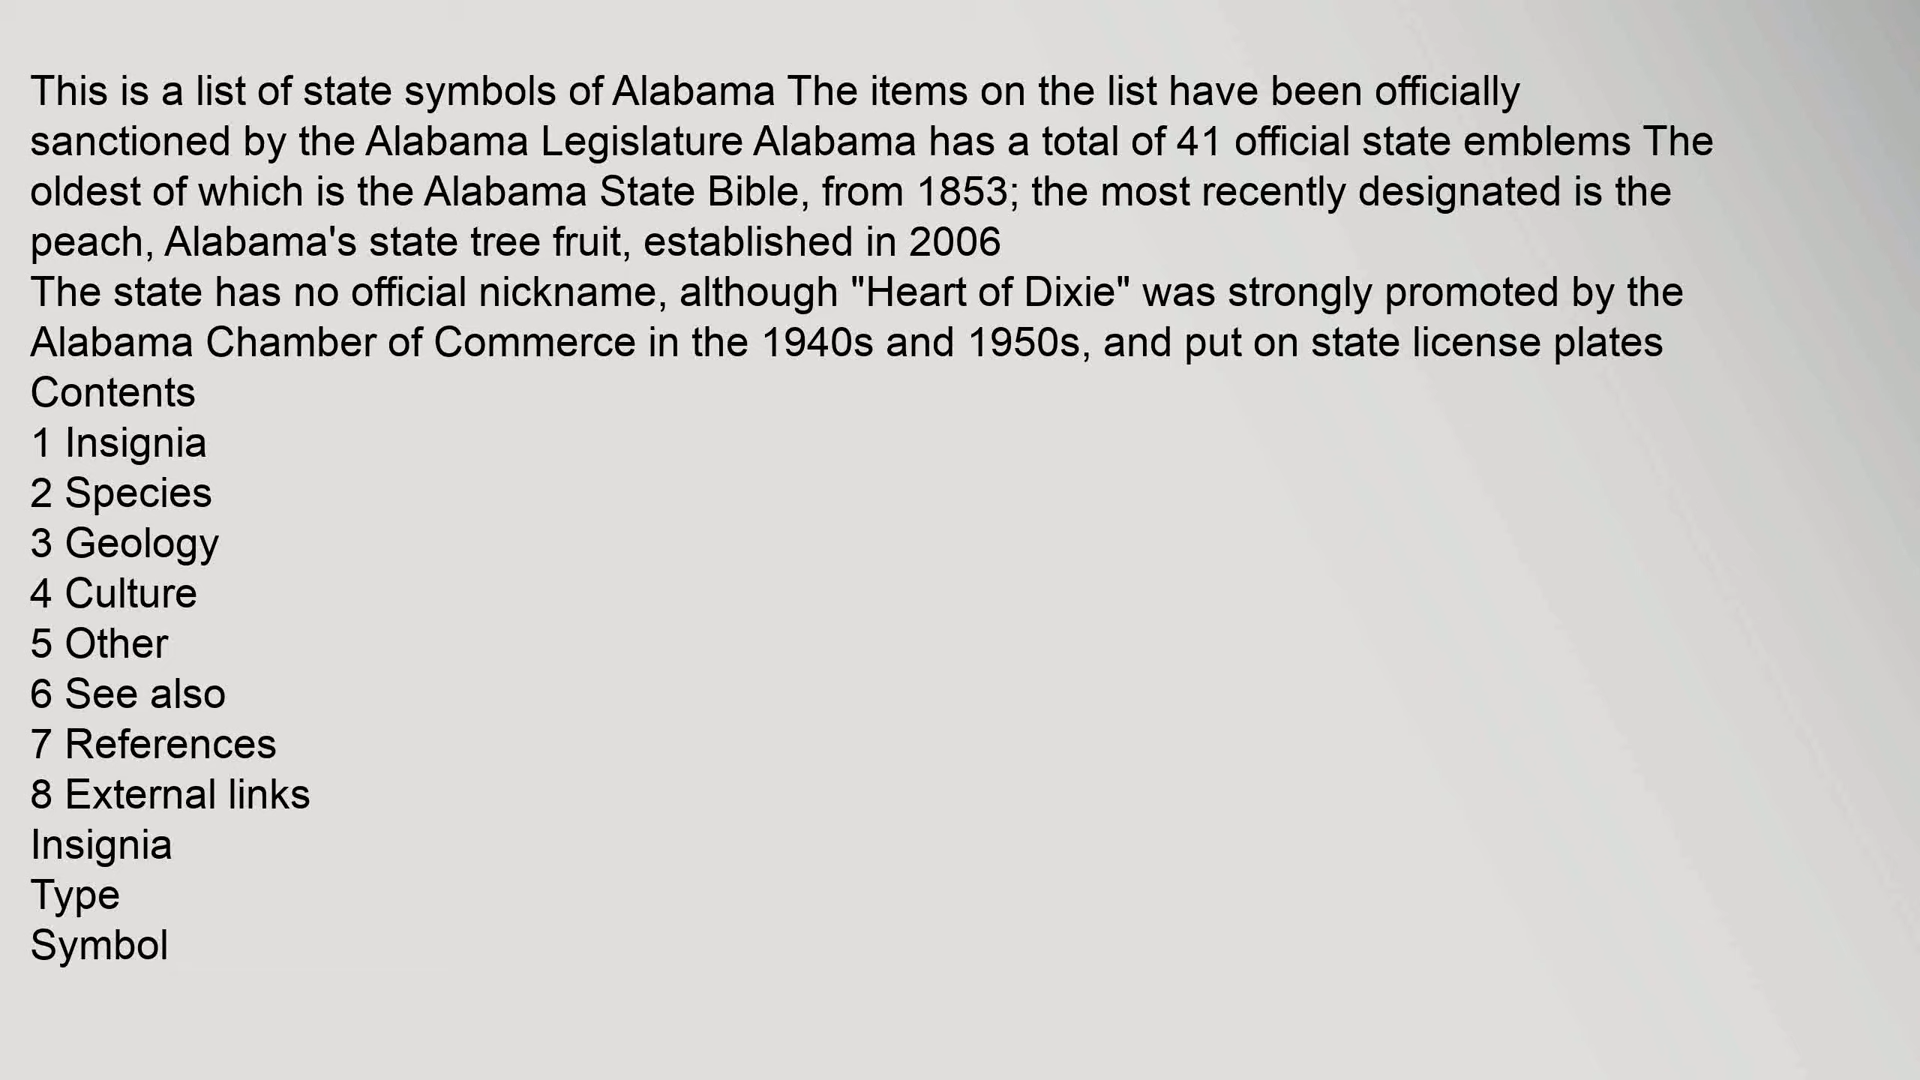 This is a list of state symbols of Alabama The items on the list have been officially
sanctioned by the Alabama Legislature Alabama has a total of 41 official state emblems The
oldest of which is the Alabama State Bible, from 1853; the most recently designated is the
peach, Alabama's state tree fruit, established in 2006
The state has no official nickname, although "Heart of Dixie" was strongly promoted by the
Alabama Chamber of Commerce in the 1940s and 1950s, and put on state license plates
Contents
1 Insignia
2 Species
3 Geology
4 Culture
5 Other
6 See also
7 References
8 External links
Insignia
Type
Symbol